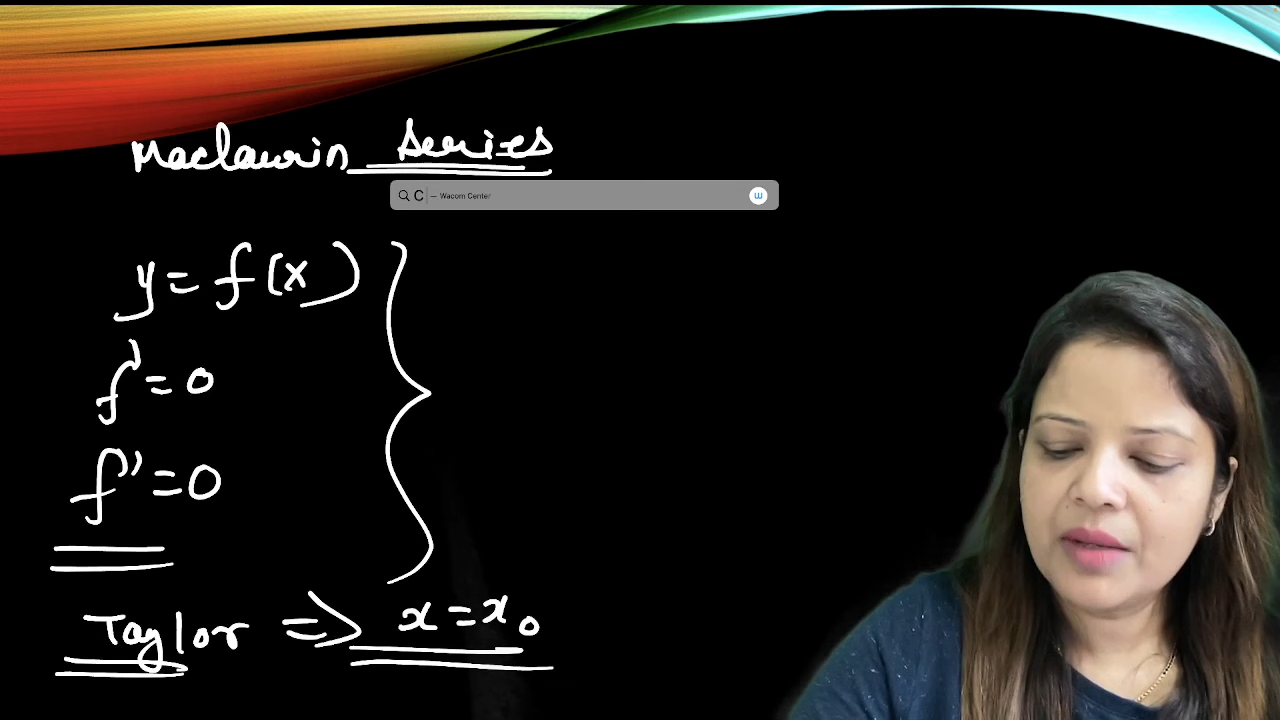 Maclaurin Series
C — Wacom Center
y = f(x)
f' = 0
f'' = 0
Taylor => x = x₀